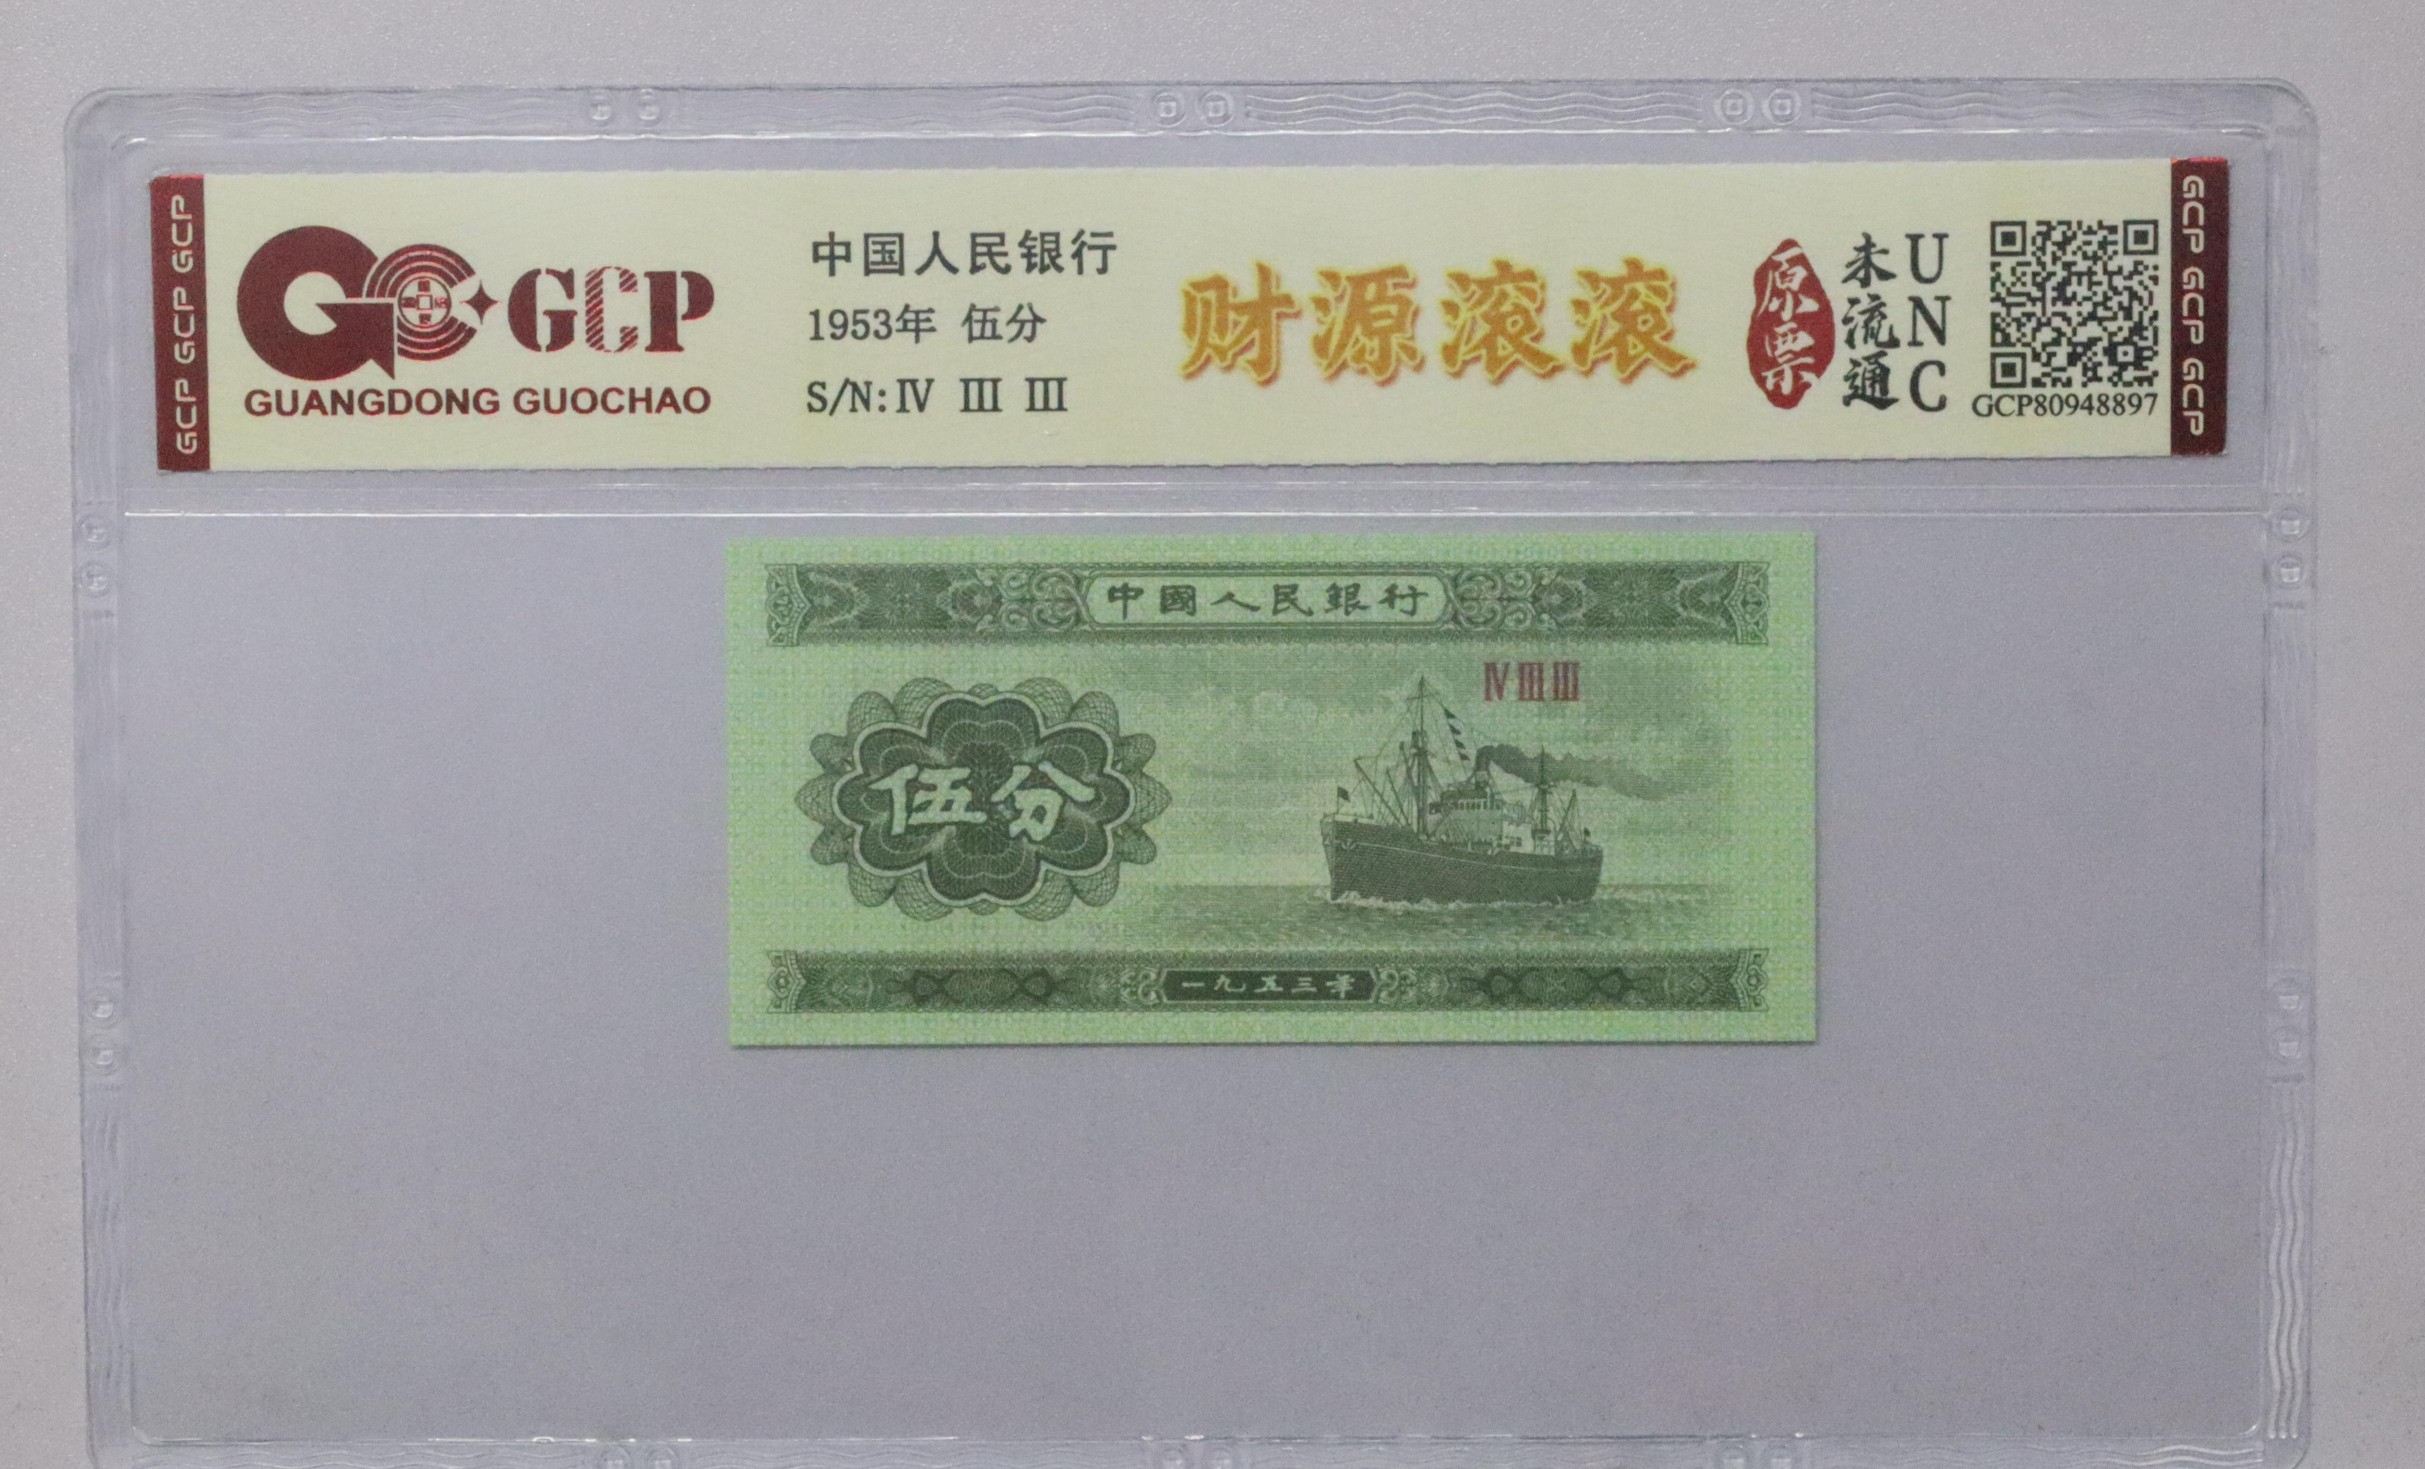 GCP GCP GCP
GCP
GUANGDONG GUOCHAO
中国人民银行
1953年 伍分
S/N:Ⅳ Ⅲ Ⅲ
财源滚滚
原票
未流通
UNC
GCP80948897
GCP GCP GCP
中國人民銀行
Ⅳ Ⅲ Ⅲ
伍分
一九五三年